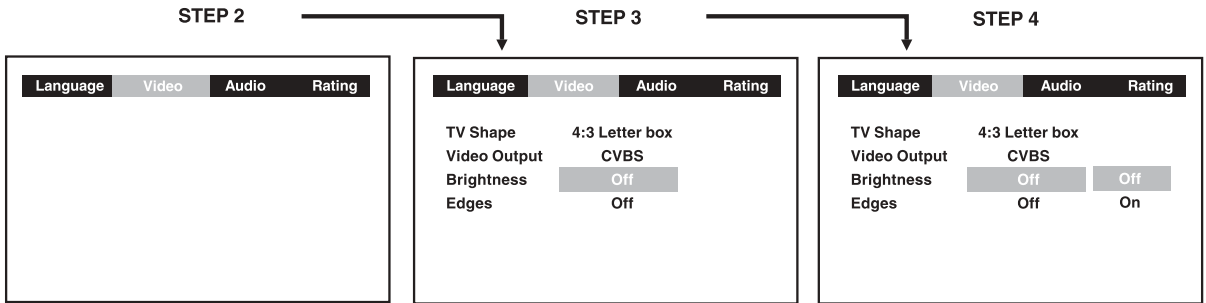 STEP 2 STEP 3 STEP 4
Language Video Audio Rating
Language Video Audio Rating
TV Shape 4:3 Letter box
Video Output CVBS
Brightness Off
Edges Off
Language Video Audio Rating
TV Shape 4:3 Letter box
Video Output CVBS
Brightness Off Off
Edges Off On